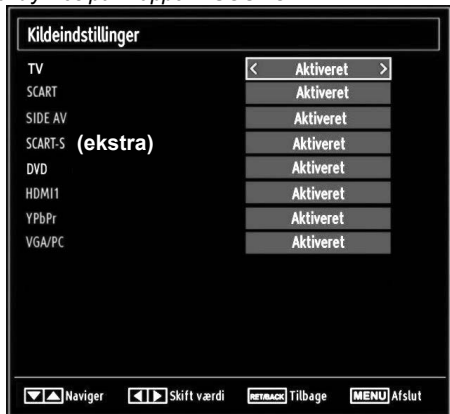 Kildeindstillinger
TV < Aktiveret >
SCART Aktiveret
SIDE AV Aktiveret
SCART-S (ekstra) Aktiveret
DVD Aktiveret
HDMI1 Aktiveret
YPbPr Aktiveret
VGA/PC Aktiveret
Naviger Skift værdi RET/BACK Tilbage MENU Afslut